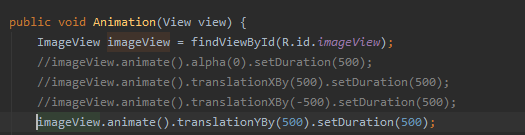 public void Animation(View view) {
ImageView imageView = findViewById(R.id.imageView);
//imageView.animate().alpha(0).setDuration(500);
//imageView.animate().translationXBy(500).setDuration(500);
//imageView.animate().translationXBy(-500).setDuration(500);
imageView.animate().translationYBy(500).setDuration(500);